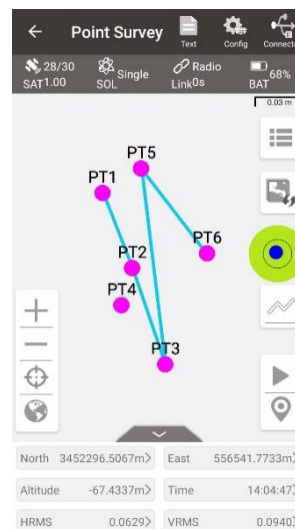 Point Survey
Text Config Connect
28/30 Single Radio 68%
SAT1.00 SOL Link0s BAT
0.03 m
PT5
PT1
PT6
PT2
PT4
PT3
North 3452296.5067m East 556541.7733m
Altitude -67.4337m Time 14:04:47
HRMS 0.0629 VRMS 0.0940